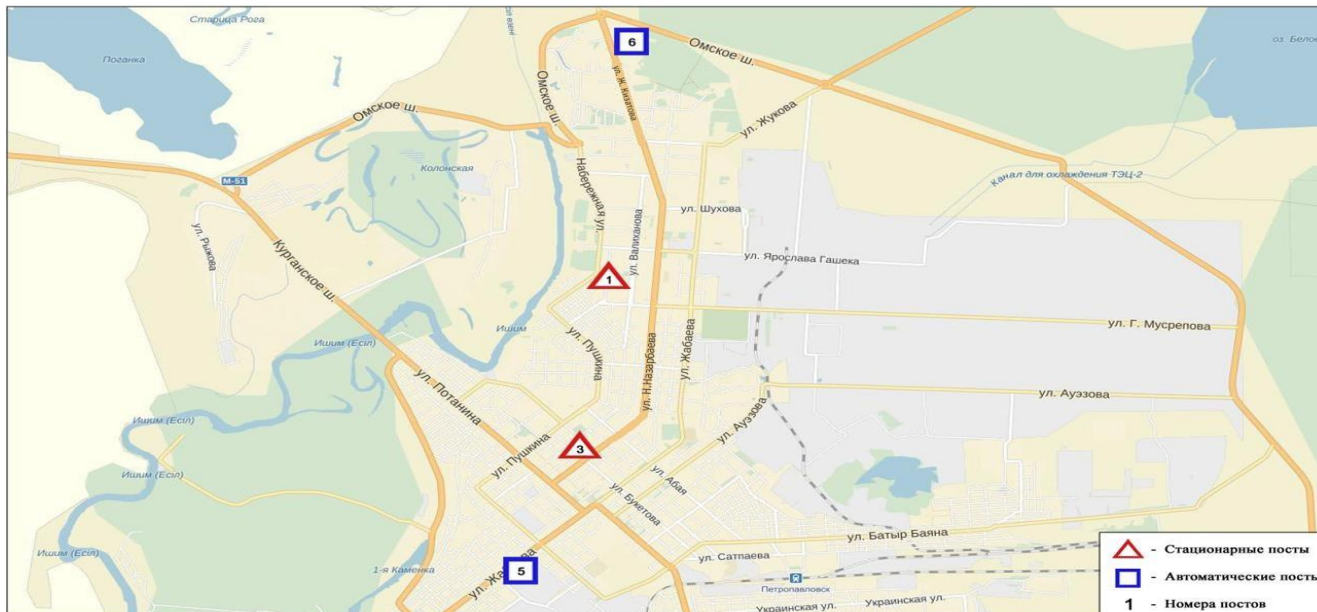 Старица Рога
Поганка
оз. Бело
6
Омское ш.
ул. Ж. Кизатова
Омское ш.
Омское ш.
ул. Жукова
Колонская
М-51
Набережная ул.
Канал для охлаждения ТЭЦ-2
ул. Шухова
ул. Рыжова
ул. Валиханова
Курганское ш.
ул. Ярослава Гашека
1
Ишим
ул. Г. Мусрепова
Ишим (Есіл)
Ишим (Есіл)
ул. Пушкина
ул. Жабаева
ул. Н.Назарбаева
ул. Потанина
ул. Ауэзова
ул. Ауэзова
Ишим (Есіл)
ул. Пушкина
3
Ишим (Есіл)
ул. Абая
ул. Букетова
ул. Батыр Баяна
Ишим (Есіл)
ул. Сатпаева
1-я Каменка
5
Петропавловск
Украинская ул.
Украинская ул.
- Стационарные посты
- Автоматические посты
1 - Номера постов